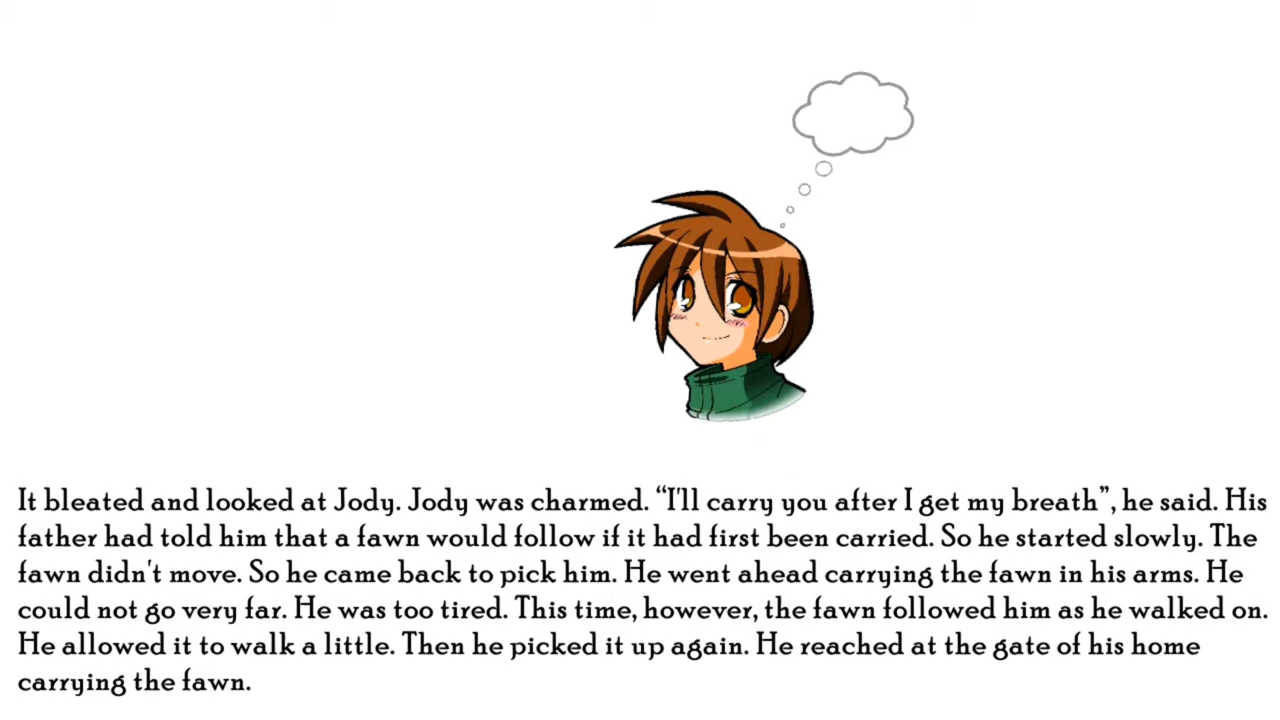 It bleated and looked at Jody. Jody was charmed. “I'll carry you after I get my breath”, he said. His
father had told him that a fawn would follow if it had first been carried. So he started slowly. The
fawn didn't move. So he came back to pick him. He went ahead carrying the fawn in his arms. He
could not go very far. He was too tired. This time, however, the fawn followed him as he walked on.
He allowed it to walk a little. Then he picked it up again. He reached at the gate of his home
carrying the fawn.